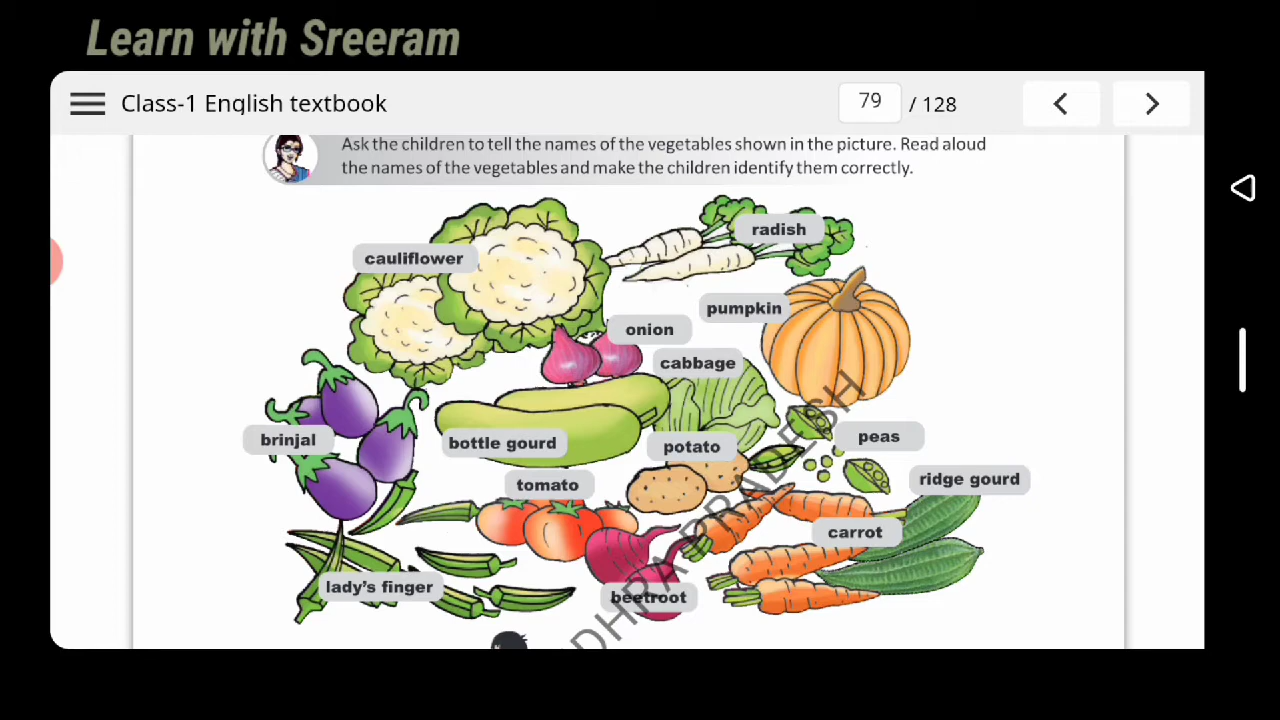 Learn with Sreeram
Class-1 English textbook
79 / 128
Ask the children to tell the names of the vegetables shown in the picture. Read aloud
the names of the vegetables and make the children identify them correctly.
radish
cauliflower
pumpkin
onion
cabbage
brinjal
bottle gourd
potato
peas
ridge gourd
tomato
carrot
lady’s finger
beetroot
DHRA PRADESH